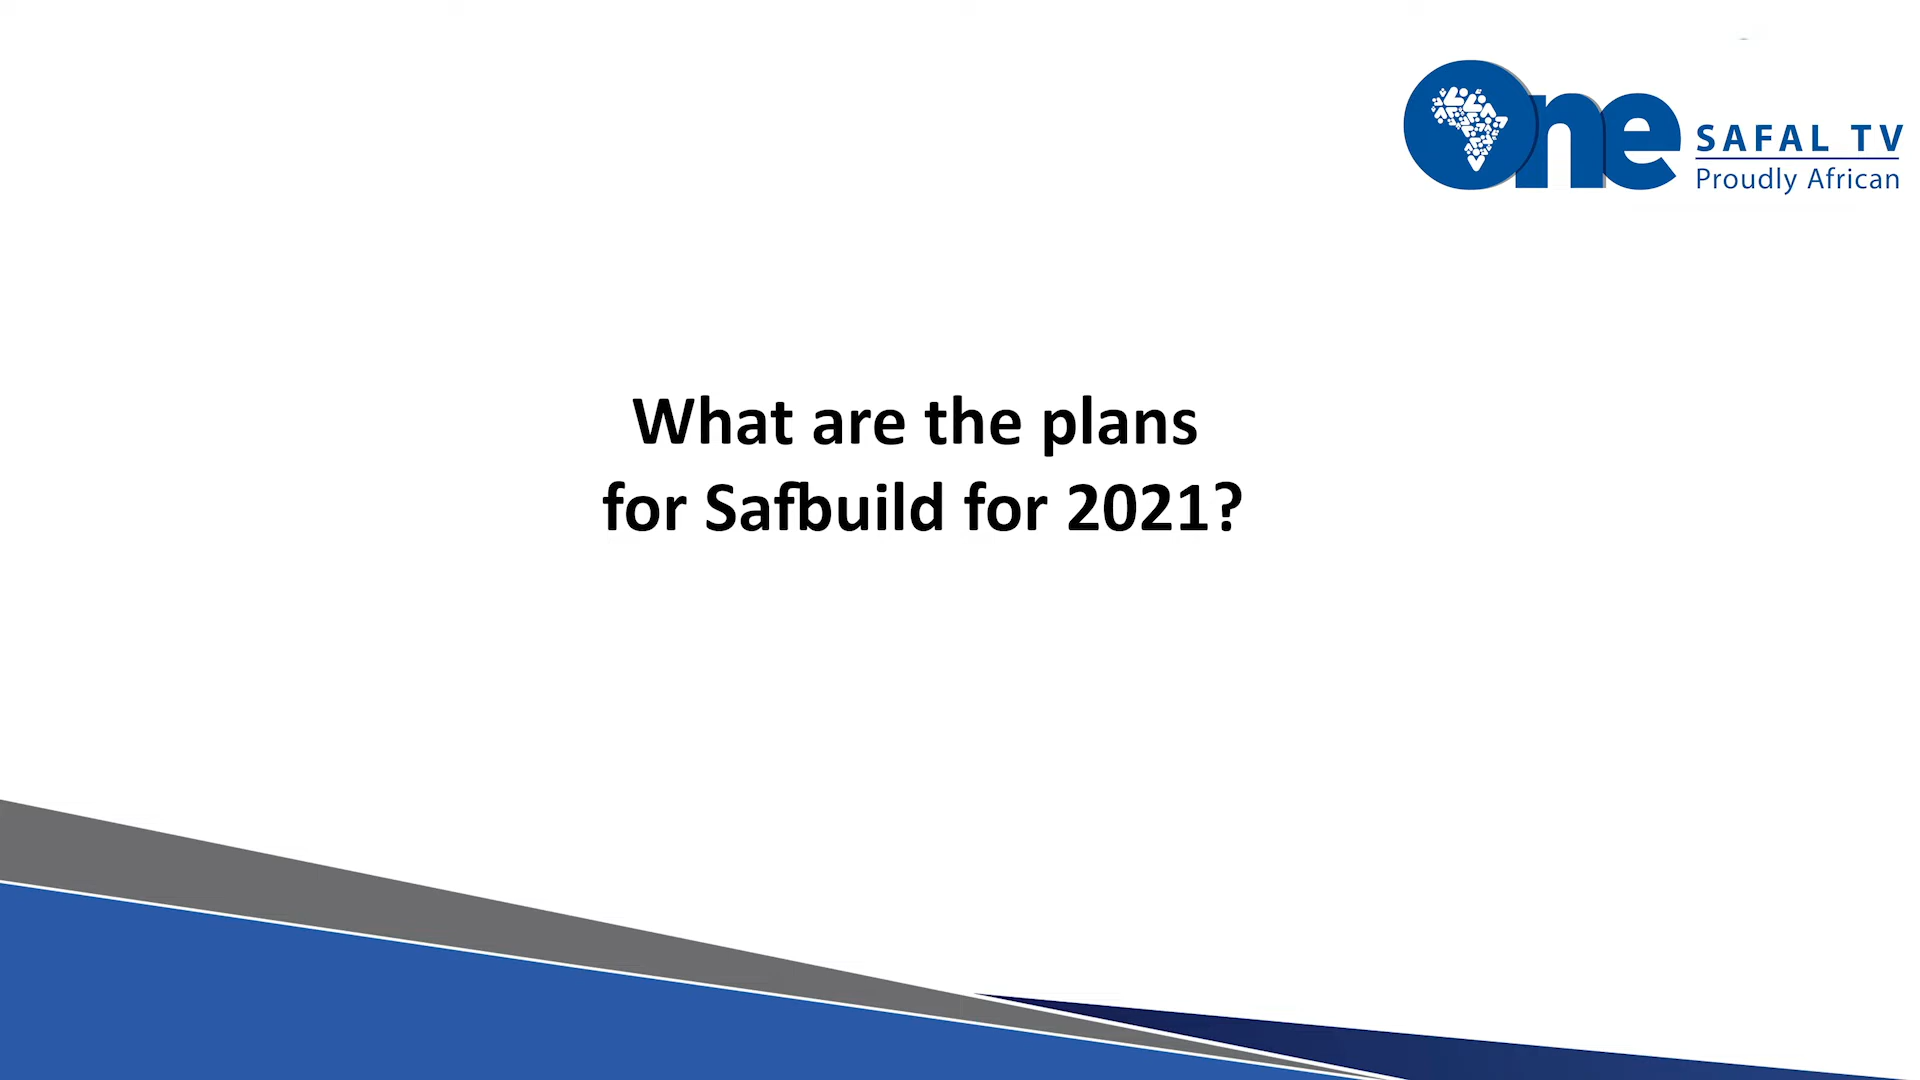 One
SAFAL TV
Proudly African
What are the plans
for Safbuild for 2021?